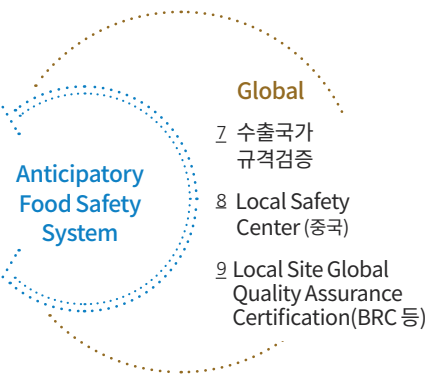 Global
7 수출국가
규격검증
Anticipatory
Food Safety
System
8 Local Safety
Center (중국)
9 Local Site Global
Quality Assurance
Certification(BRC 등)